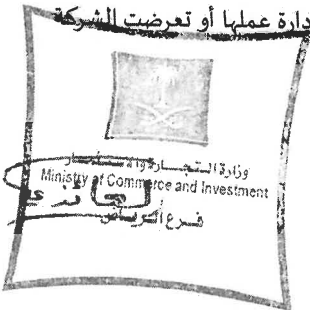 دارة عملها أو تعرضت الشركة
وزارة التجارة والاستثمار
Ministry of Commerce and Investment
فرع الرياض